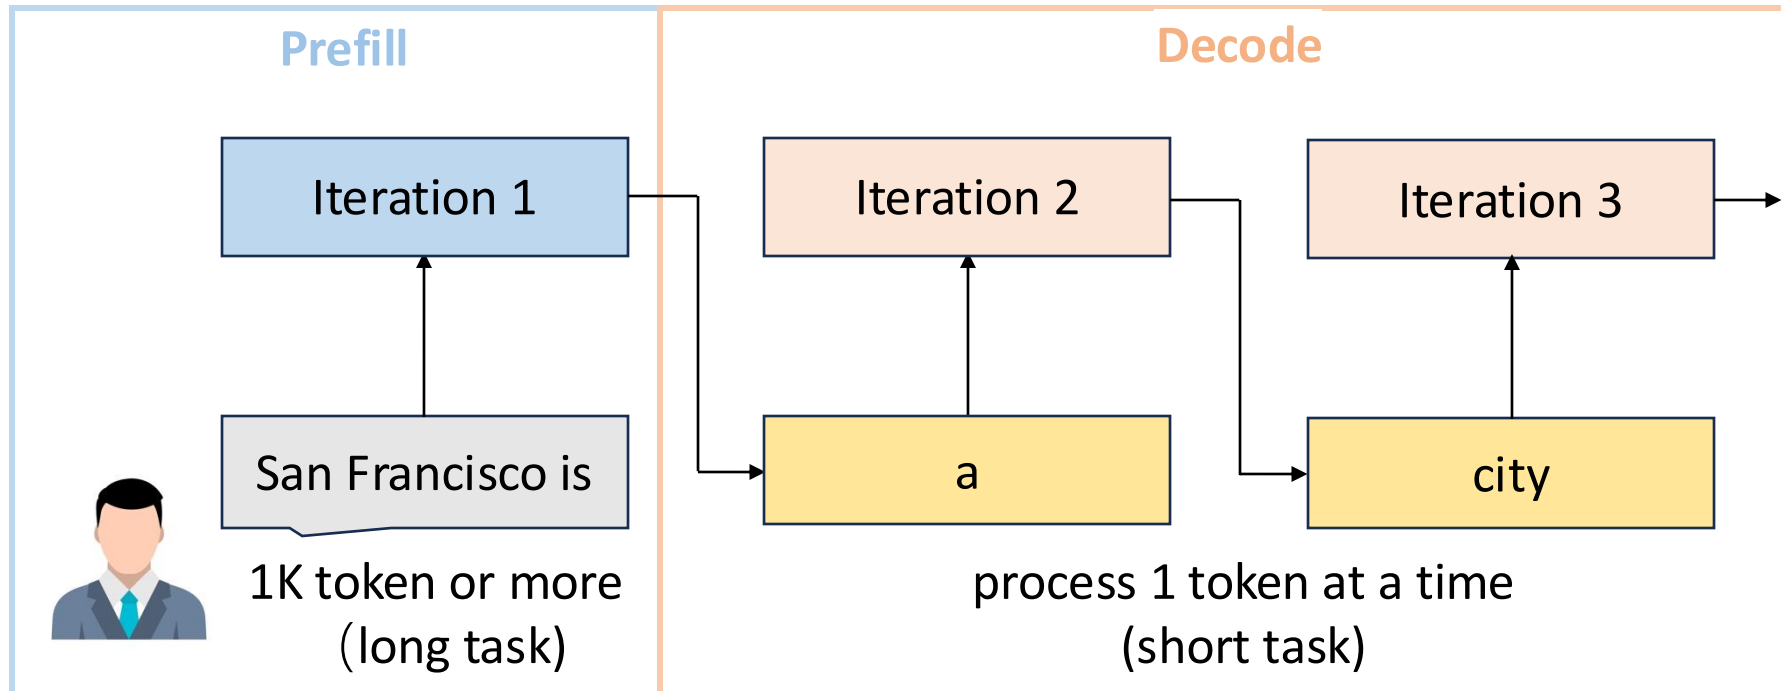 Prefill
Decode
Iteration 1
Iteration 2
Iteration 3
San Francisco is
a
city
1K token or more
（long task)
process 1 token at a time
(short task)